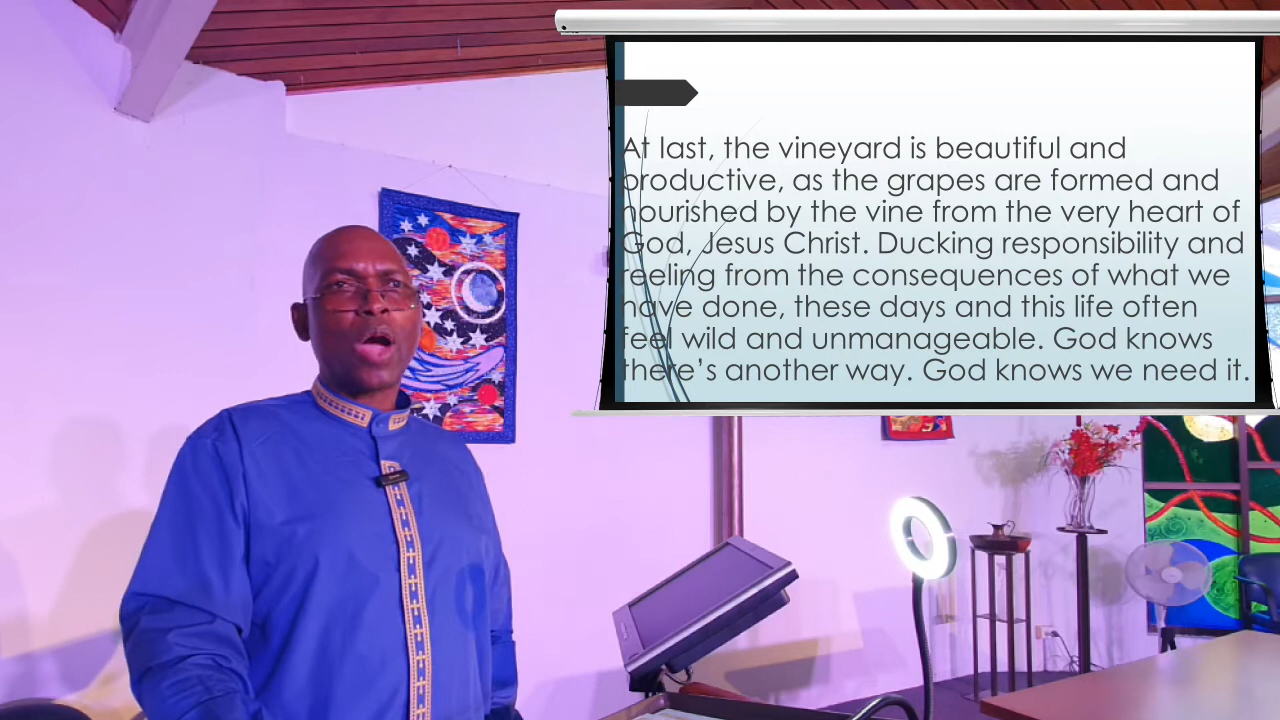 At last, the vineyard is beautiful and
productive, as the grapes are formed and
nourished by the vine from the very heart of
God, Jesus Christ. Ducking responsibility and
reeling from the consequences of what we
have done, these days and this life often
feel wild and unmanageable. God knows
there's another way. God knows we need it.